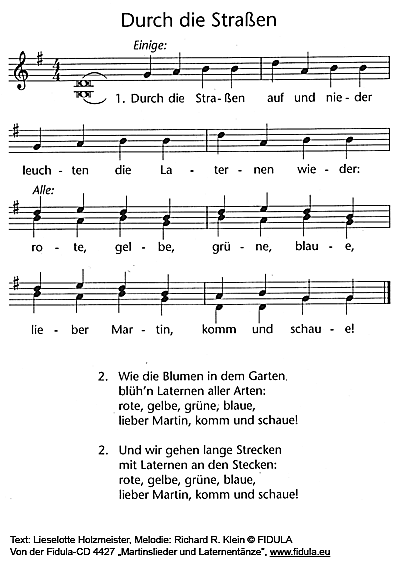 Durch die Straßen
Einige:
1. Durch die Stra - ßen auf und nie - der
leuch - ten die La - ter - nen wie - der:
Alle:
ro - te, gel - be, grü - ne, blau - e,
lie - ber Mar - tin, komm und schau - e!
2. Wie die Blumen in dem Garten,
blüh'n Laternen aller Arten:
rote, gelbe, grüne, blaue,
lieber Martin, komm und schaue!
2. Und wir gehen lange Strecken
mit Laternen an den Stecken:
rote, gelbe, grüne, blaue,
lieber Martin, komm und schaue!
Text: Lieselotte Holzmeister, Melodie: Richard R. Klein © FIDULA
Von der Fidula-CD 4427 „Martinslieder und Laternentänze", www.fidula.eu